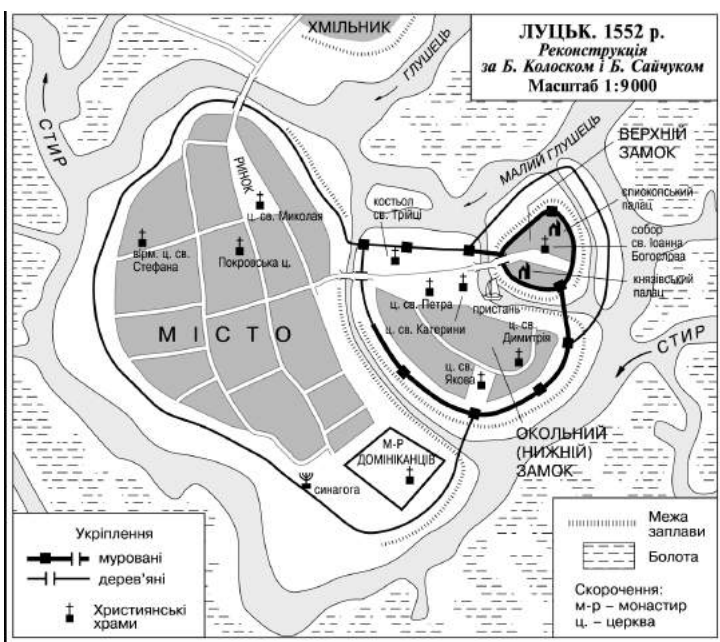 ХМІЛЬНИК
ЛУЦЬК. 1552 р.
Реконструкція
за Б. Колоском і Б. Сайчуком
Масштаб 1:9000
ГЛУШЕЦЬ
СТИР
МАЛИЙ ГЛУШЕЦЬ
ВЕРХНІЙ
ЗАМОК
РИНОК
костьол
св. Трійці
єпископський
палац
ц. св. Миколая
собор
св. Іоанна
Богослова
вірм. ц. св.
Стефана
Покровська ц.
князівський
палац
ц. св. Петра
пристань
ц. св. Катерини
МІСТО
ц. св.
Димитрія
СТИР
ц. св.
Якова
М-Р
ДОМІНІКАНЦІВ
ОКОЛЬНИЙ
(НИЖНІЙ)
ЗАМОК
синагога
Укріплення
муровані
дерев'яні
Християнські
храми
Межа
заплави
Болота
Скорочення:
м-р – монастир
ц. – церква